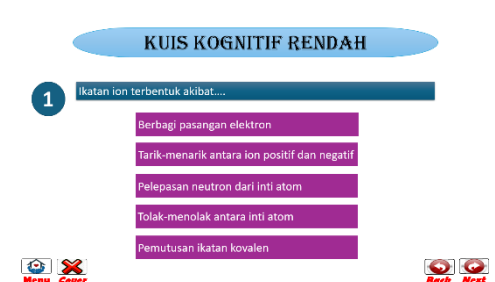 KUIS KOGNITIF RENDAH
1
Ikatan ion terbentuk akibat....
Berbagi pasangan elektron
Tarik-menarik antara ion positif dan negatif
Pelepasan neutron dari inti atom
Tolak-menolak antara inti atom
Pemutusan ikatan kovalen
Menu Cover Back Next